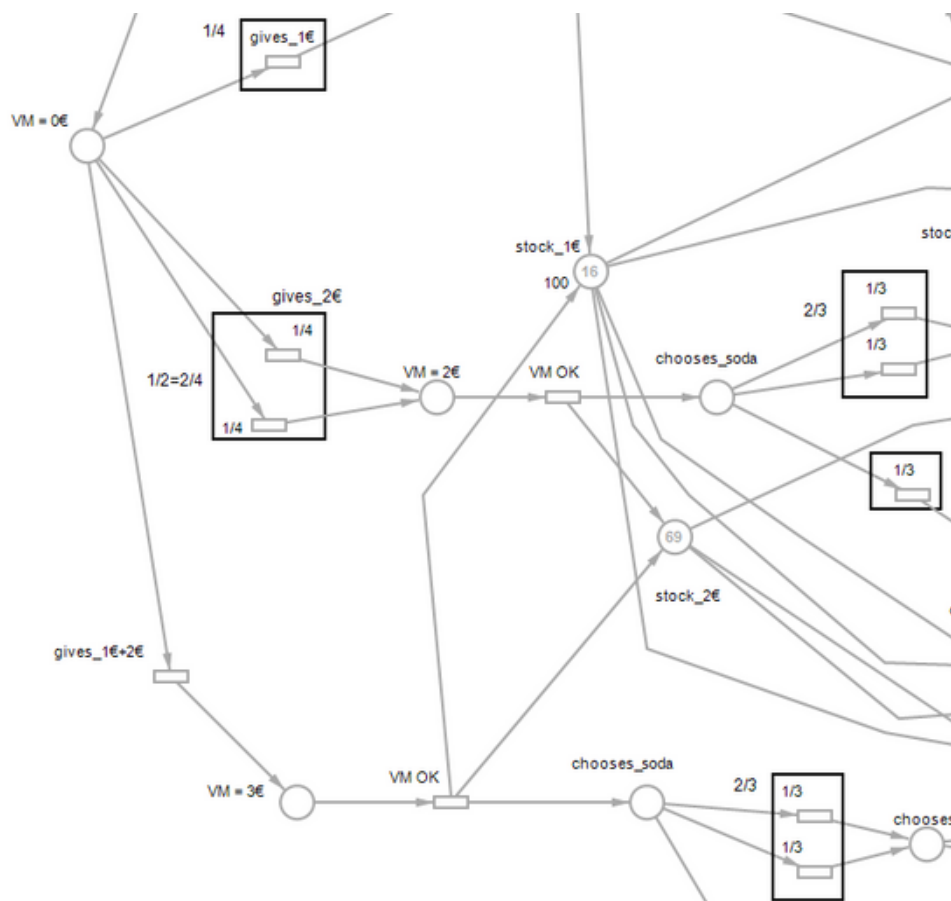 1/4
gives_1€
VM = 0€
stock_1€
16
100
stoc
1/3
2/3
1/3
gives_2€
1/4
1/2=2/4
1/4
VM = 2€
VM OK
chooses_soda
1/3
69
stock_2€
gives_1€+2€
VM = 3€
VM OK
chooses_soda
2/3
1/3
1/3
chooses